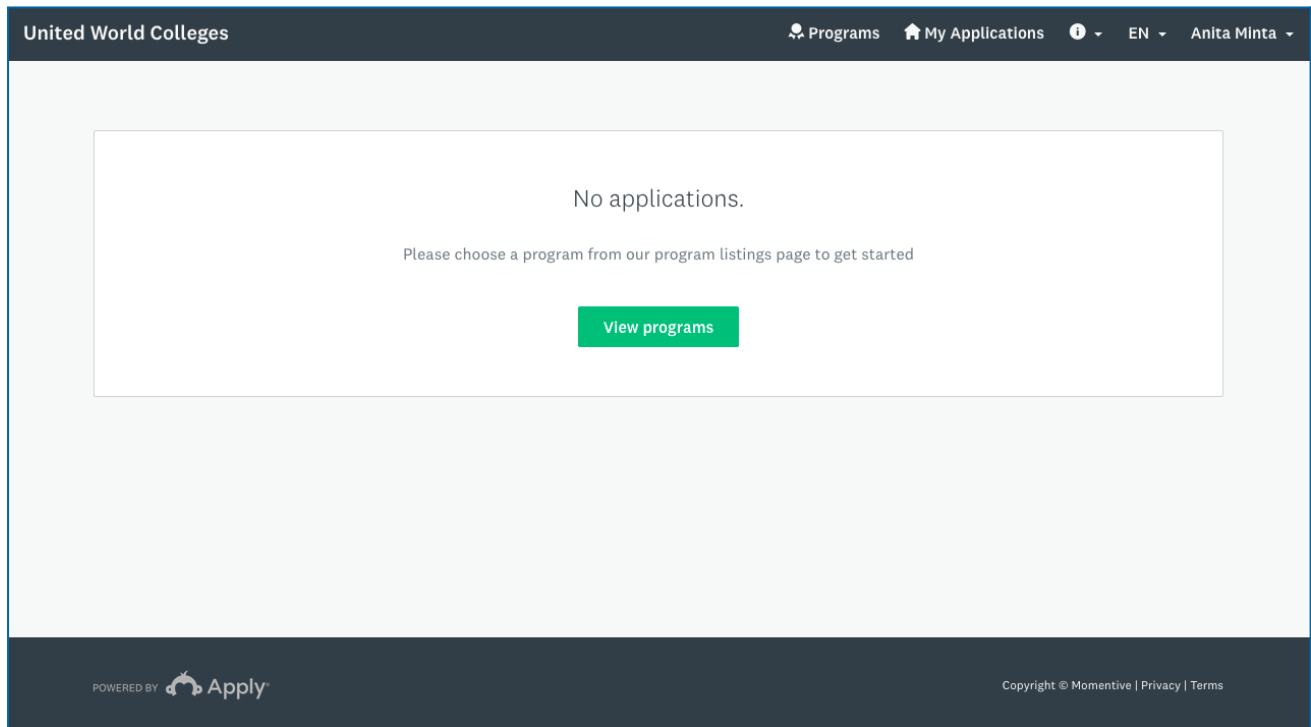 United World Colleges
Programs My Applications EN Anita Minta
No applications.
Please choose a program from our program listings page to get started
View programs
POWERED BY Apply®
Copyright © Momentive | Privacy | Terms